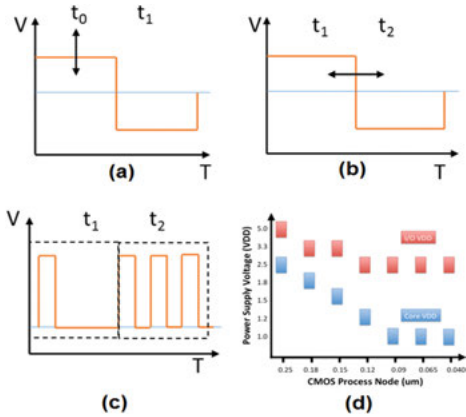 V t0 t1
T
(a)
V t1 t2
T
(b)
V t1 t2
T
(c)
Power Supply Voltage (VDD)
5.0
3.3
2.5
1.8
1.5
1.2
1.0
I/O VDD
Core VDD
0.25 0.18 0.15 0.12 0.09 0.065 0.040
CMOS Process Node (um)
(d)